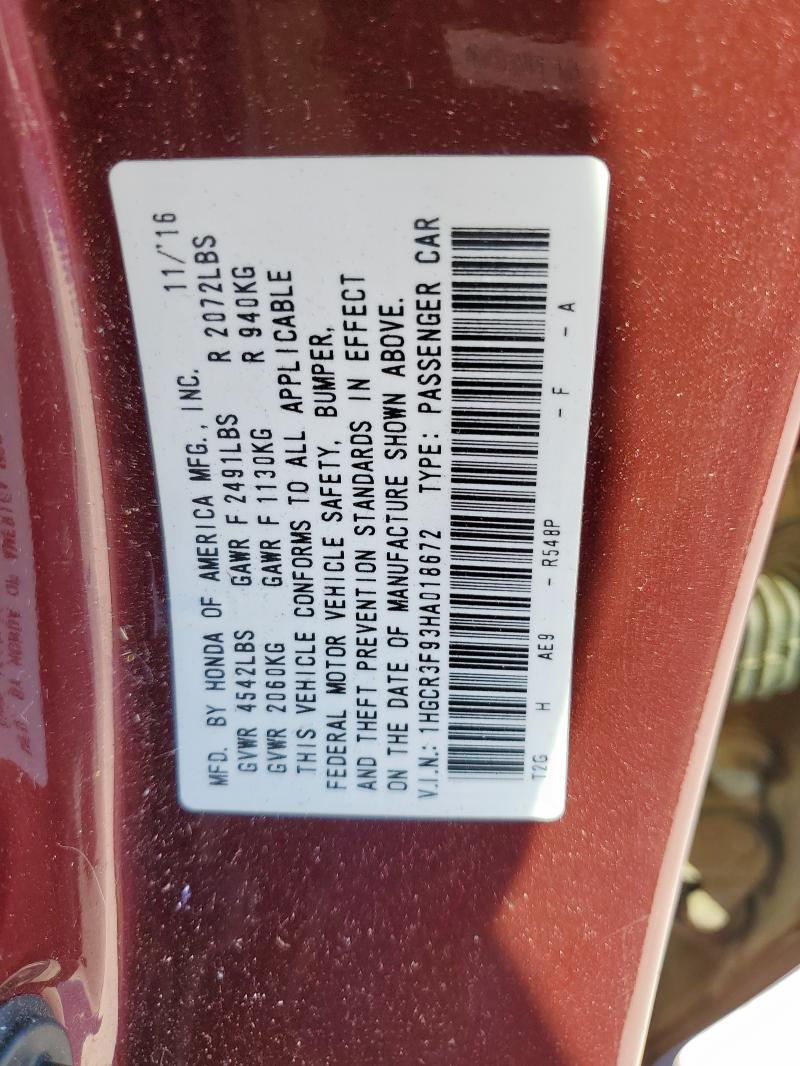 MFD. BY HONDA OF AMERICA MFG., INC. 11/'16
GVWR 4542LBS GAWR F 2491LBS R 2072LBS
GVWR 2060KG GAWR F 1130KG R 940KG
THIS VEHICLE CONFORMS TO ALL APPLICABLE
FEDERAL MOTOR VEHICLE SAFETY, BUMPER,
AND THEFT PREVENTION STANDARDS IN EFFECT
ON THE DATE OF MANUFACTURE SHOWN ABOVE.
V.I.N.: 1HGCR3F93HA018672 TYPE: PASSENGER CAR
T2G H AE9 - R548P - F - A